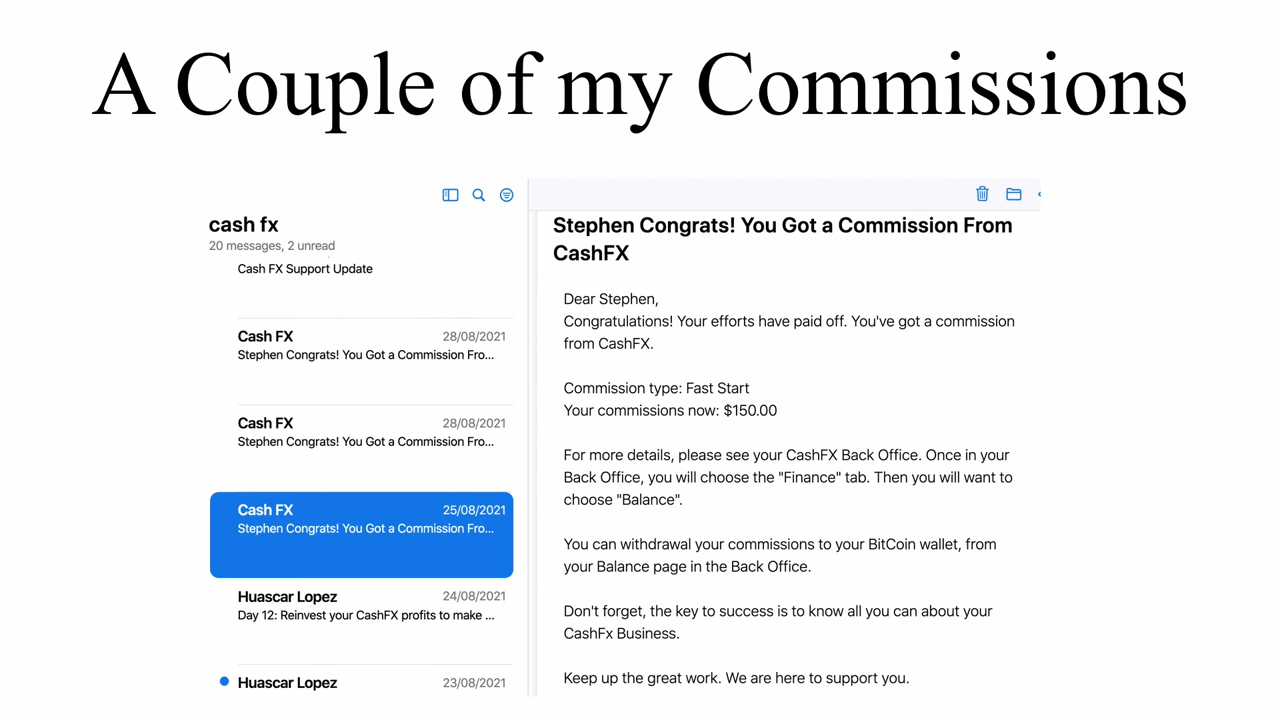 A Couple of my Commissions
cash fx
20 messages, 2 unread
Cash FX Support Update
Cash FX 28/08/2021
Stephen Congrats! You Got a Commission Fro...
Cash FX 28/08/2021
Stephen Congrats! You Got a Commission Fro...
Cash FX 25/08/2021
Stephen Congrats! You Got a Commission Fro...
Huascar Lopez 24/08/2021
Day 12: Reinvest your CashFX profits to make ...
Huascar Lopez 23/08/2021
Stephen Congrats! You Got a Commission From
CashFX
Dear Stephen,
Congratulations! Your efforts have paid off. You've got a commission
from CashFX.
Commission type: Fast Start
Your commissions now: $150.00
For more details, please see your CashFX Back Office. Once in your
Back Office, you will choose the "Finance" tab. Then you will want to
choose "Balance".
You can withdrawal your commissions to your BitCoin wallet, from
your Balance page in the Back Office.
Don't forget, the key to success is to know all you can about your
CashFx Business.
Keep up the great work. We are here to support you.